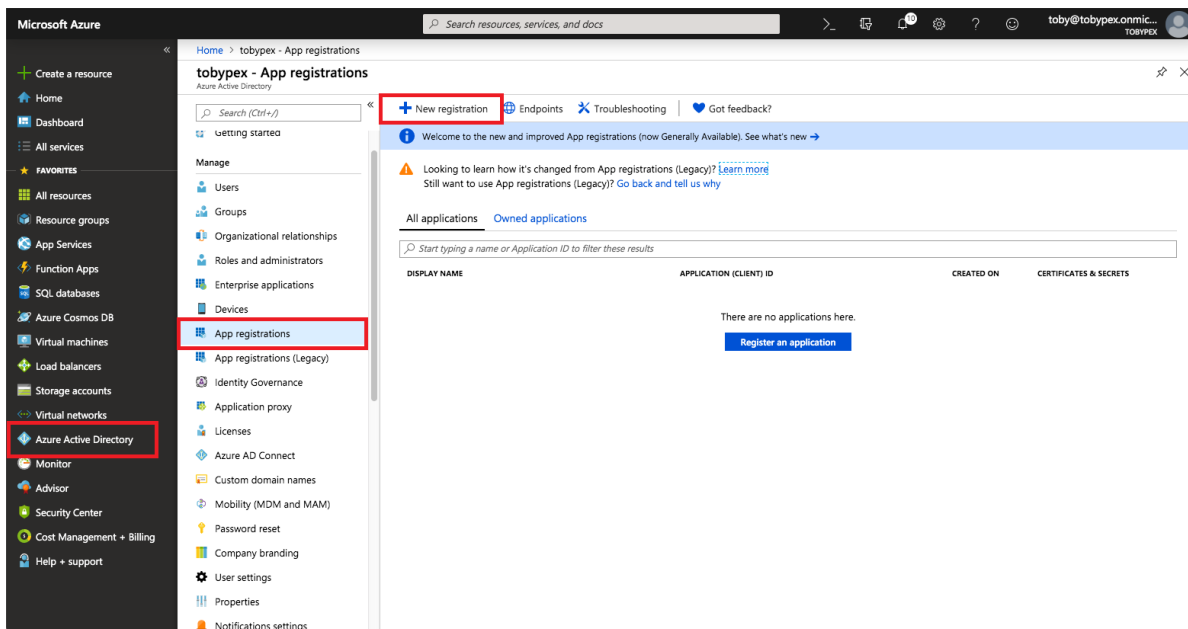 Microsoft Azure
Search resources, services, and docs
>_
10
?
toby@tobypex.onmic...
TOBYPEX
«
Create a resource
Home
Dashboard
All services
FAVORITES
All resources
Resource groups
App Services
Function Apps
SQL databases
Azure Cosmos DB
Virtual machines
Load balancers
Storage accounts
Virtual networks
Azure Active Directory
Monitor
Advisor
Security Center
Cost Management + Billing
Help + support
Home > tobypex - App registrations
tobypex - App registrations
Azure Active Directory
Search (Ctrl+/)
«
Getting started
Manage
Users
Groups
Organizational relationships
Roles and administrators
Enterprise applications
Devices
App registrations
App registrations (Legacy)
Identity Governance
Application proxy
Licenses
Azure AD Connect
Custom domain names
Mobility (MDM and MAM)
Password reset
Company branding
User settings
Properties
Notifications settings
New registration Endpoints Troubleshooting Got feedback?
Welcome to the new and improved App registrations (now Generally Available). See what's new →
Looking to learn how it's changed from App registrations (Legacy)? Learn more
Still want to use App registrations (Legacy)? Go back and tell us why
All applications Owned applications
Start typing a name or Application ID to filter these results
DISPLAY NAME APPLICATION (CLIENT) ID CREATED ON CERTIFICATES & SECRETS
There are no applications here.
Register an application